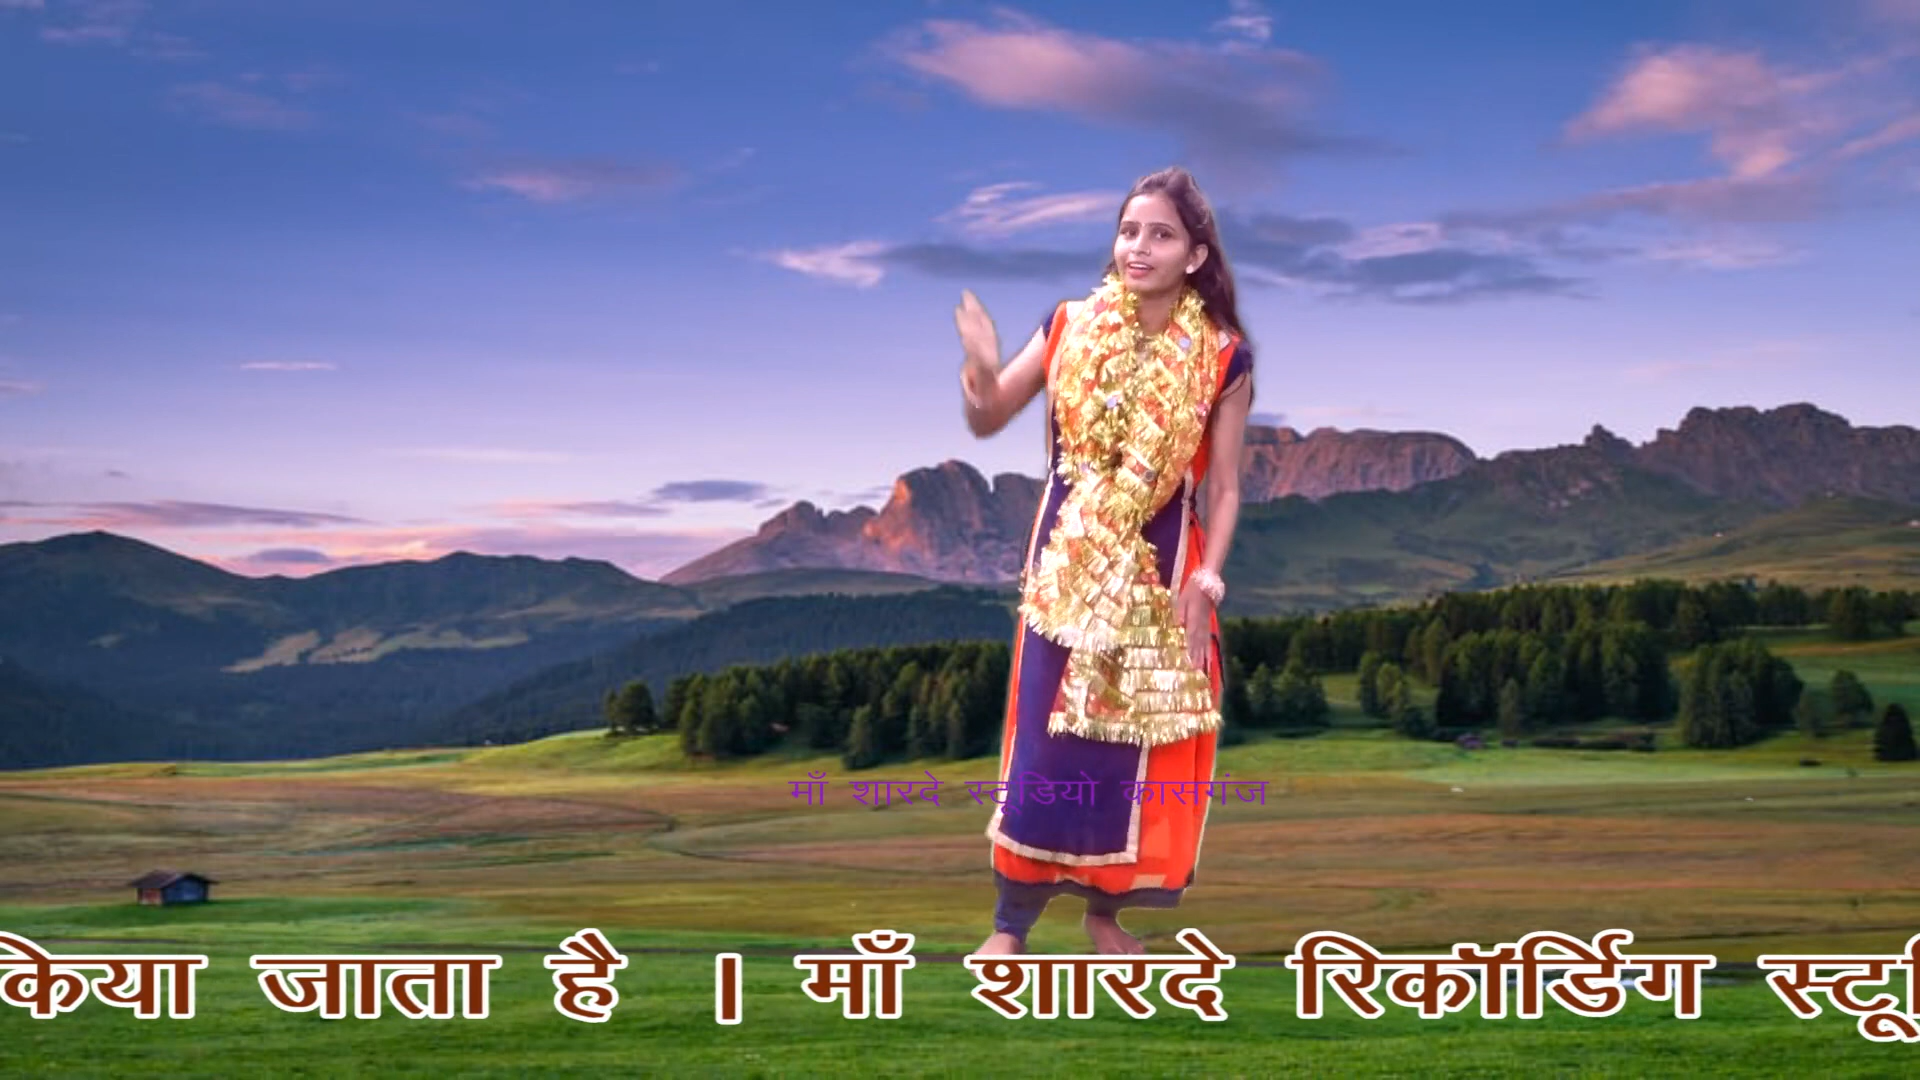 माँ शारदे स्टूडियो कासगंज
किया जाता है । माँ शारदे रिकॉर्डिग